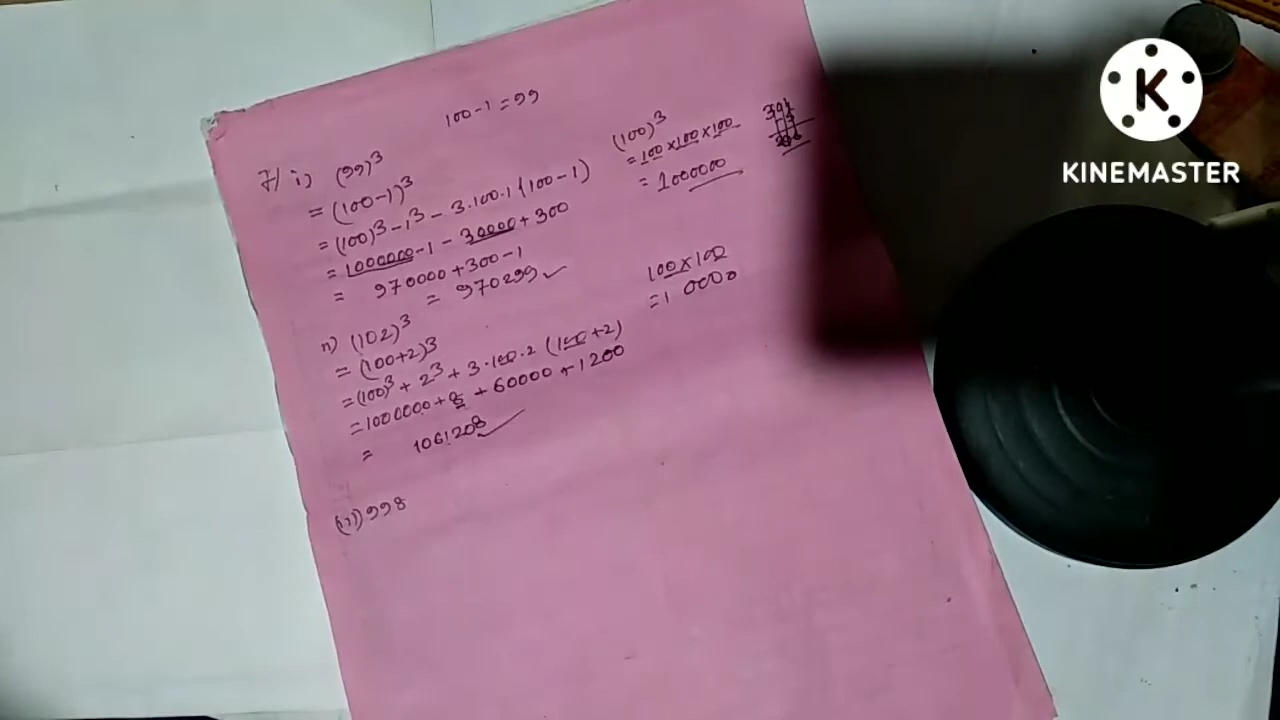 100-1=99
7/ i) (99)³
= (100-1)³
= (100)³-1³-3·100·1(100-1)
= 1000000-1-30000+300
= 970000+300-1
= 970299 ✓
(100)³
= 100×100×100
= 1000000
100×100
=10000
ii) (102)³
= (100+2)³
=(100)³+2³+3·100·2(100+2)
=1000000+8+60000+1200
= 1061208 ✓
(iii) 998
K
KINEMASTER